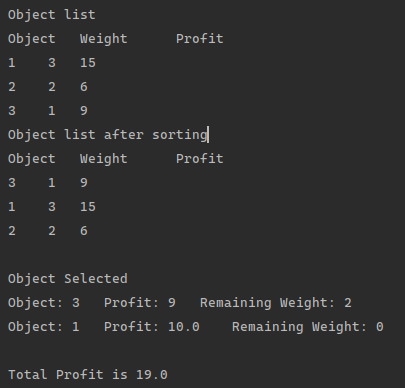 Object list
Object   Weight      Profit
1    3   15
2    2   6
3    1   9
Object list after sorting
Object   Weight      Profit
3    1   9
1    3   15
2    2   6
Object Selected
Object: 3   Profit: 9   Remaining Weight: 2
Object: 1   Profit: 10.0    Remaining Weight: 0
Total Profit is 19.0